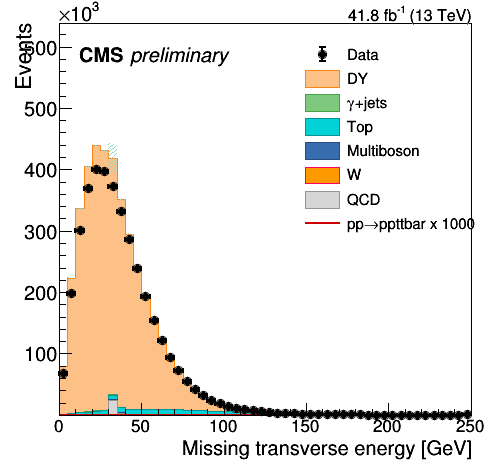 ×10³
41.8 fb⁻¹ (13 TeV)
Events
CMS preliminary
600
500
400
300
200
100
Data
DY
γ+jets
Top
Multiboson
W
QCD
pp→ppttbar x 1000
0 50 100 150 200 250
Missing transverse energy [GeV]